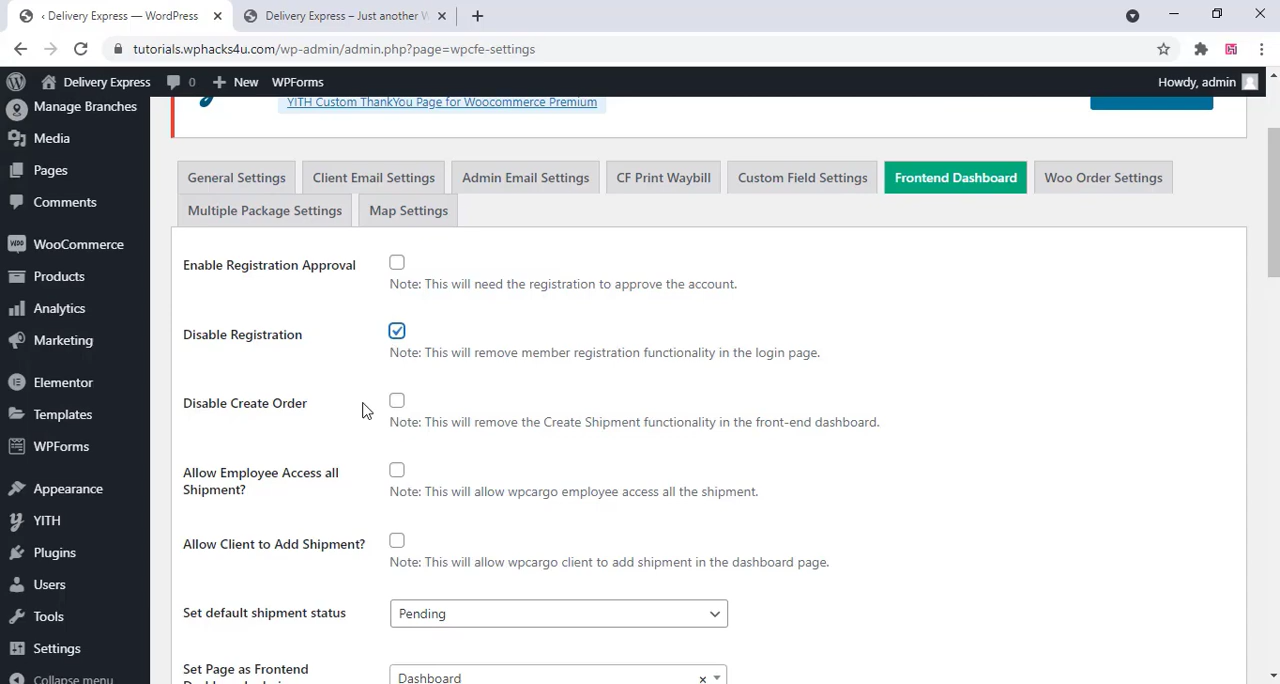 ‹ Delivery Express — WordPress
Delivery Express – Just another W
tutorials.wphacks4u.com/wp-admin/admin.php?page=wpcfe-settings
Delivery Express 0 New WPForms Howdy, admin
Manage Branches
Media
Pages
Comments
WooCommerce
Products
Analytics
Marketing
Elementor
Templates
WPForms
Appearance
YITH
Plugins
Users
Tools
Settings
Collapse menu
YITH Custom ThankYou Page for Woocommerce Premium
General Settings Client Email Settings Admin Email Settings CF Print Waybill Custom Field Settings Frontend Dashboard Woo Order Settings
Multiple Package Settings Map Settings
Enable Registration Approval
Note: This will need the registration to approve the account.
Disable Registration
Note: This will remove member registration functionality in the login page.
Disable Create Order
Note: This will remove the Create Shipment functionality in the front-end dashboard.
Allow Employee Access all
Shipment?
Note: This will allow wpcargo employee access all the shipment.
Allow Client to Add Shipment?
Note: This will allow wpcargo client to add shipment in the dashboard page.
Set default shipment status Pending
Set Page as Frontend
Dashboard